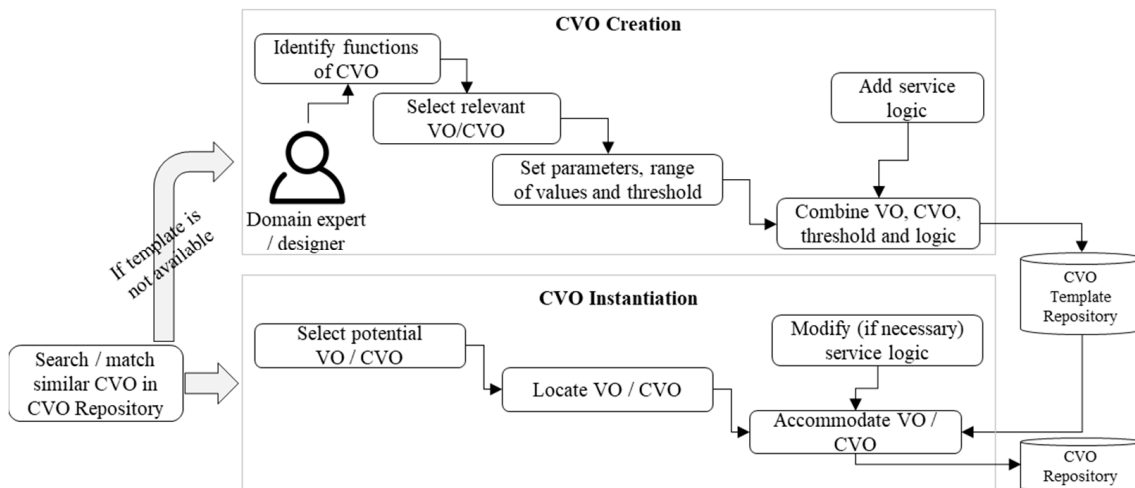 CVO Creation
Identify functions
of CVO
Select relevant
VO/CVO
Add service
logic
Set parameters, range
of values and threshold
Combine VO, CVO,
threshold and logic
Domain expert
/ designer
If template is
not available
CVO
Template
Repository
CVO Instantiation
Select potential
VO / CVO
Modify (if necessary)
service logic
Search / match
similar CVO in
CVO Repository
Locate VO / CVO
Accommodate VO /
CVO
CVO
Repository